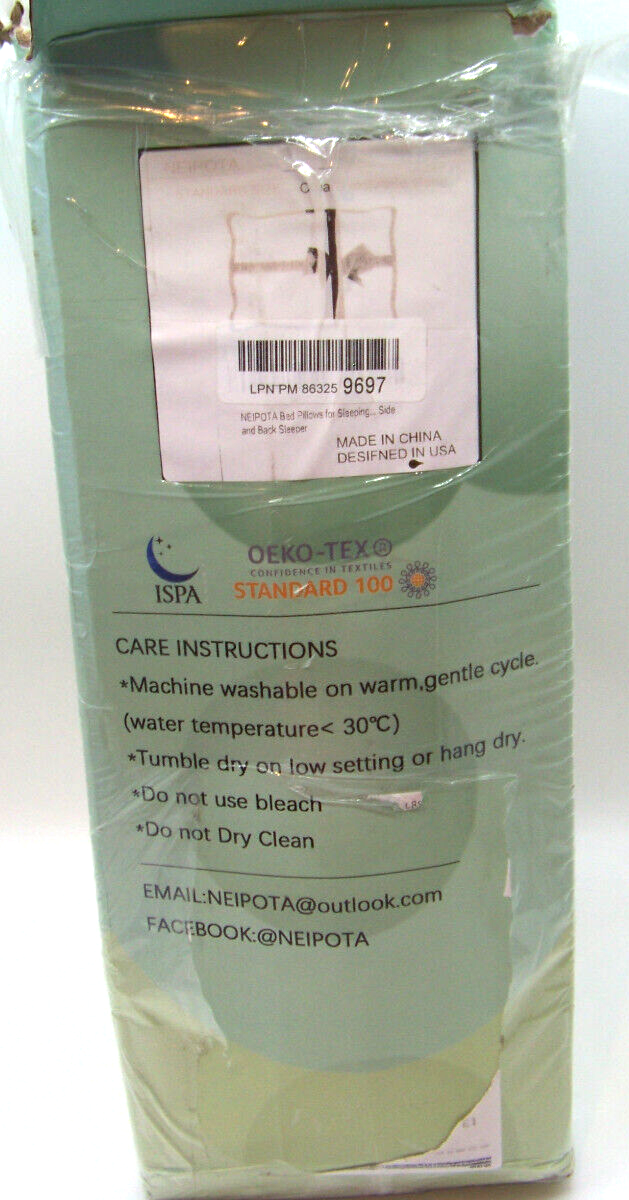 NEIPOTA
STANDARD SIZE
LPN PM 86325 9697
NEIPOTA Bed Pillows for Sleeping... Side
and Back Sleeper
MADE IN CHINA
DESIFNED IN USA
ISPA
OEKO-TEX®
CONFIDENCE IN TEXTILES
STANDARD 100
CARE INSTRUCTIONS
*Machine washable on warm,gentle cycle.
(water temperature< 30℃)
*Tumble dry on low setting or hang dry.
*Do not use bleach
*Do not Dry Clean
EMAIL:NEIPOTA@outlook.com
FACEBOOK:@NEIPOTA